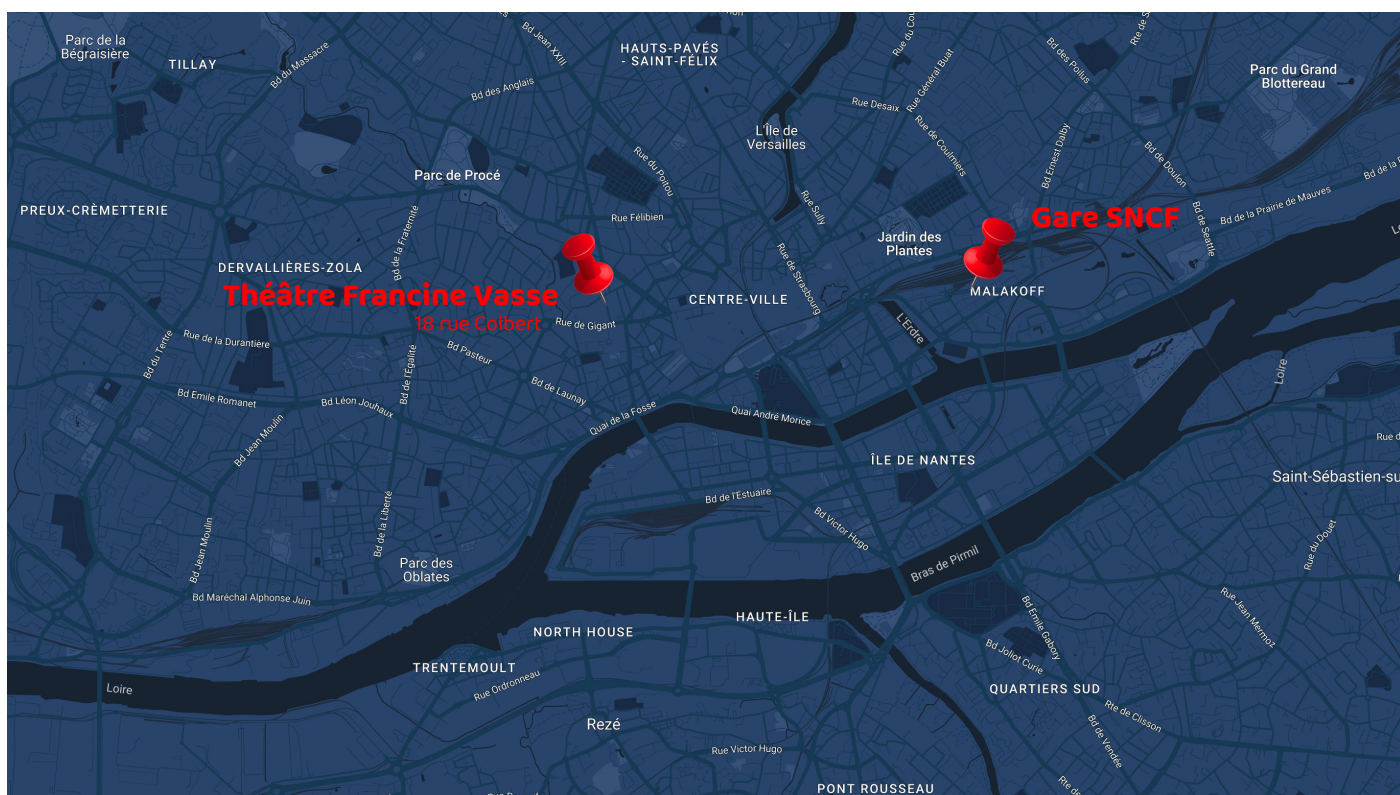 Parc de la
Bégraisière
TILLAY
Bd du Massacre
Bd Jean XXIII
Bd des Anglais
HAUTS-PAVÉS
- SAINT-FÉLIX
Rue Desaix
Rue Général Buat
Rue du Cou
Bd des Poilus
Rte de S
Parc du Grand
Blottereau
L'Île de
Versailles
Rue de Coulmiers
Bd Ernest Dalby
Bd de Doulon
Bd de la
Rue du Poitou
Parc de Procé
PREUX-CRÈMETTERIE
Bd de la Fraternité
Rue Félibien
Rue Sully
Jardin des
Plantes
Gare SNCF
Bd de Seattle
Bd de la Prairie de Mauves
DERVALLIÈRES-ZOLA
Rue de Strasbourg
Théâtre Francine Vasse
18 rue Colbert
Rue de Gigant
CENTRE-VILLE
MALAKOFF
L'Erdre
Rue de la Durantière
Bd du Tertre
Bd Pasteur
Bd de l'Égalité
Bd de Launay
Loire
Bd Emile Romanet
Bd Léon Jouhaux
Quai de la Fosse
Quai André Morice
Bd Jean Moulin
ÎLE DE NANTES
Rue d
Saint-Sébastien-su
Bd de l'Estuaire
Bd Victor Hugo
Bd de la Liberté
Bd Jean Moulin
Rue du Douet
Parc des
Oblates
Bras de Pirmil
Bd Maréchal Alphonse Juin
HAUTE-ÎLE
NORTH HOUSE
Bd Emile Gabory
Rue Jean Mermoz
Bd Joliot Curie
TRENTEMOULT
Rue Ordronneau
Loire
QUARTIERS SUD
Rte de Clisson
Rezé
Bd de Vendée
Rue Victor Hugo
PONT ROUSSEAU
Rte de